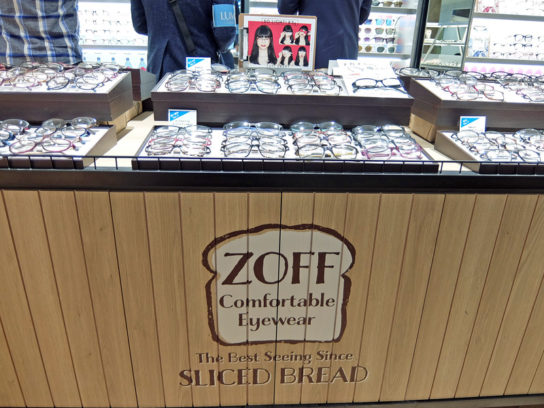 ZOFF
Comfortable
Eyewear
The Best Seeing Since
SLICED BREAD